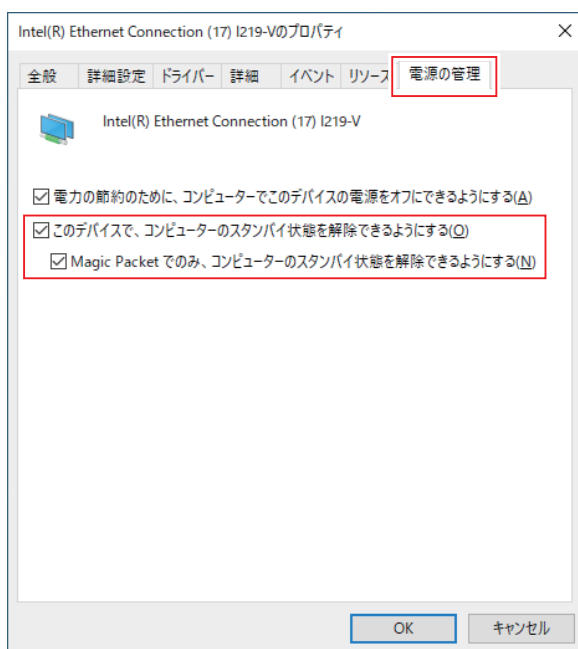 Intel(R) Ethernet Connection (17) I219-Vのプロパティ
全般 詳細設定 ドライバー 詳細 イベント リソース 電源の管理
Intel(R) Ethernet Connection (17) I219-V
電力の節約のために、コンピューターでこのデバイスの電源をオフにできるようにする(A)
このデバイスで、コンピューターのスタンバイ状態を解除できるようにする(O)
Magic Packet でのみ、コンピューターのスタンバイ状態を解除できるようにする(N)
OK キャンセル